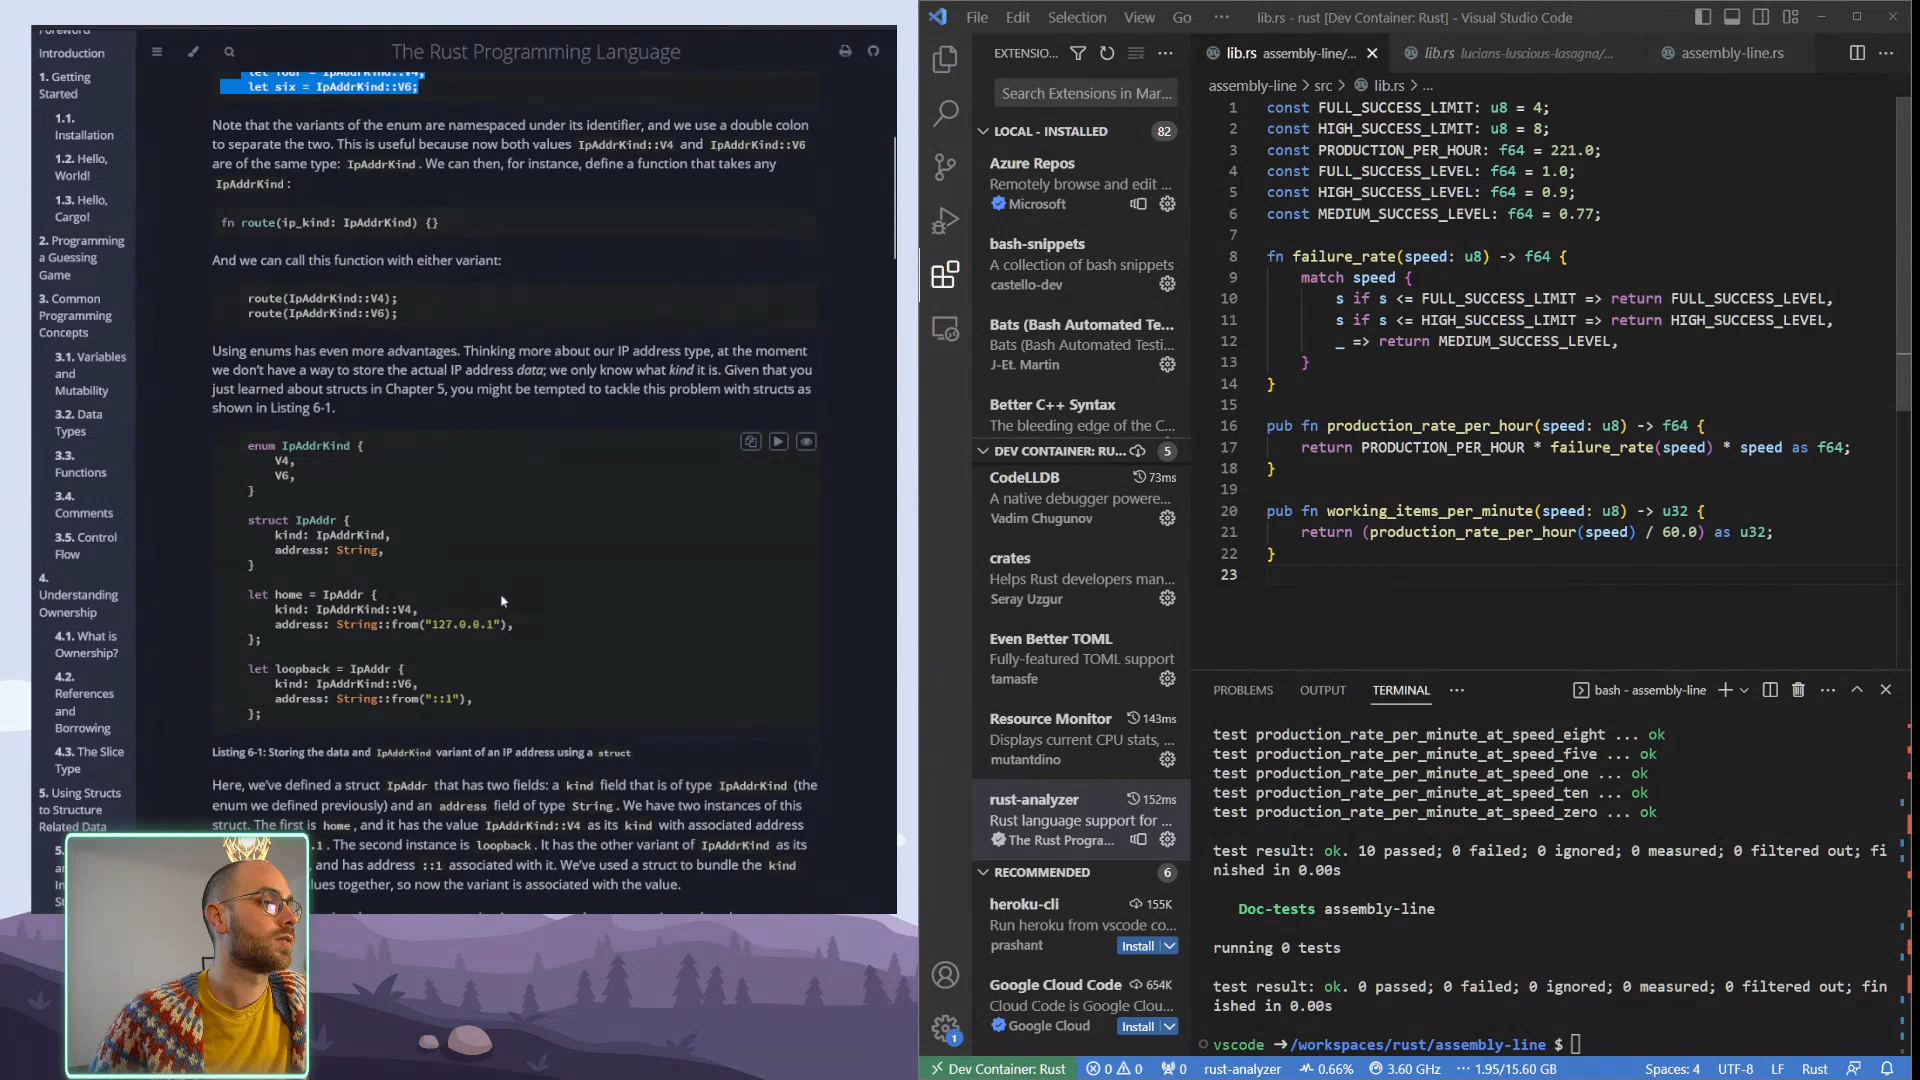 Foreword
Introduction
1. Getting
Started
1.1.
Installation
1.2. Hello,
World!
1.3. Hello,
Cargo!
2. Programming
a Guessing
Game
3. Common
Programming
Concepts
3.1. Variables
and
Mutability
3.2. Data
Types
3.3.
Functions
3.4.
Comments
3.5. Control
Flow
4.
Understanding
Ownership
4.1. What is
Ownership?
4.2.
References
and
Borrowing
4.3. The Slice
Type
5. Using Structs
to Structure
Related Data
The Rust Programming Language
let four = IpAddrKind::V4;
let six = IpAddrKind::V6;
Note that the variants of the enum are namespaced under its identifier, and we use a double colon
to separate the two. This is useful because now both values IpAddrKind::V4 and IpAddrKind::V6
are of the same type: IpAddrKind. We can then, for instance, define a function that takes any
IpAddrKind:
fn route(ip_kind: IpAddrKind) {}
And we can call this function with either variant:
route(IpAddrKind::V4);
route(IpAddrKind::V6);
Using enums has even more advantages. Thinking more about our IP address type, at the moment
we don't have a way to store the actual IP address data; we only know what kind it is. Given that you
just learned about structs in Chapter 5, you might be tempted to tackle this problem with structs as
shown in Listing 6-1.
enum IpAddrKind {
V4,
V6,
}
struct IpAddr {
kind: IpAddrKind,
address: String,
}
let home = IpAddr {
kind: IpAddrKind::V4,
address: String::from("127.0.0.1"),
};
let loopback = IpAddr {
kind: IpAddrKind::V6,
address: String::from("::1"),
};
Listing 6-1: Storing the data and IpAddrKind variant of an IP address using a struct
Here, we've defined a struct IpAddr that has two fields: a kind field that is of type IpAddrKind (the
enum we defined previously) and an address field of type String. We have two instances of this
struct. The first is home, and it has the value IpAddrKind::V4 as its kind with associated address
.1. The second instance is loopback. It has the other variant of IpAddrKind as its
, and has address ::1 associated with it. We've used a struct to bundle the kind
lues together, so now the variant is associated with the value.
File Edit Selection View Go ··· lib.rs - rust [Dev Container: Rust] - Visual Studio Code
EXTENSIO... ···
Search Extensions in Mar...
LOCAL - INSTALLED 82
Azure Repos
Remotely browse and edit ...
Microsoft
bash-snippets
A collection of bash snippets
castello-dev
Bats (Bash Automated Te...
Bats (Bash Automated Testi...
J-Et. Martin
Better C++ Syntax
The bleeding edge of the C...
DEV CONTAINER: RU... 5
CodeLLDB 73ms
A native debugger powere...
Vadim Chugunov
crates
Helps Rust developers man...
Seray Uzgur
Even Better TOML
Fully-featured TOML support
tamasfe
Resource Monitor 143ms
Displays current CPU stats, ...
mutantdino
rust-analyzer 152ms
Rust language support for ...
The Rust Progra...
RECOMMENDED 6
heroku-cli 155K
Run heroku from vscode co...
prashant Install
Google Cloud Code 654K
Cloud Code is Google Clou...
Google Cloud Install
1
lib.rs assembly-line/... lib.rs lucians-luscious-lasagna/... assembly-line.rs ···
assembly-line > src > lib.rs > ...
1 const FULL_SUCCESS_LIMIT: u8 = 4;
2 const HIGH_SUCCESS_LIMIT: u8 = 8;
3 const PRODUCTION_PER_HOUR: f64 = 221.0;
4 const FULL_SUCCESS_LEVEL: f64 = 1.0;
5 const HIGH_SUCCESS_LEVEL: f64 = 0.9;
6 const MEDIUM_SUCCESS_LEVEL: f64 = 0.77;
7
8 fn failure_rate(speed: u8) -> f64 {
9 match speed {
10 s if s <= FULL_SUCCESS_LIMIT => return FULL_SUCCESS_LEVEL,
11 s if s <= HIGH_SUCCESS_LIMIT => return HIGH_SUCCESS_LEVEL,
12 _ => return MEDIUM_SUCCESS_LEVEL,
13 }
14 }
15
16 pub fn production_rate_per_hour(speed: u8) -> f64 {
17 return PRODUCTION_PER_HOUR * failure_rate(speed) * speed as f64;
18 }
19
20 pub fn working_items_per_minute(speed: u8) -> u32 {
21 return (production_rate_per_hour(speed) / 60.0) as u32;
22 }
23
PROBLEMS OUTPUT TERMINAL ··· bash - assembly-line
test production_rate_per_minute_at_speed_eight ... ok
test production_rate_per_minute_at_speed_five ... ok
test production_rate_per_minute_at_speed_one ... ok
test production_rate_per_minute_at_speed_ten ... ok
test production_rate_per_minute_at_speed_zero ... ok
test result: ok. 10 passed; 0 failed; 0 ignored; 0 measured; 0 filtered out; fi
nished in 0.00s
Doc-tests assembly-line
running 0 tests
test result: ok. 0 passed; 0 failed; 0 ignored; 0 measured; 0 filtered out; fin
ished in 0.00s
vscode ➜/workspaces/rust/assembly-line $
Dev Container: Rust 0 0 0 rust-analyzer 0.66% 3.60 GHz ··· 1.95/15.60 GB Spaces: 4 UTF-8 LF Rust